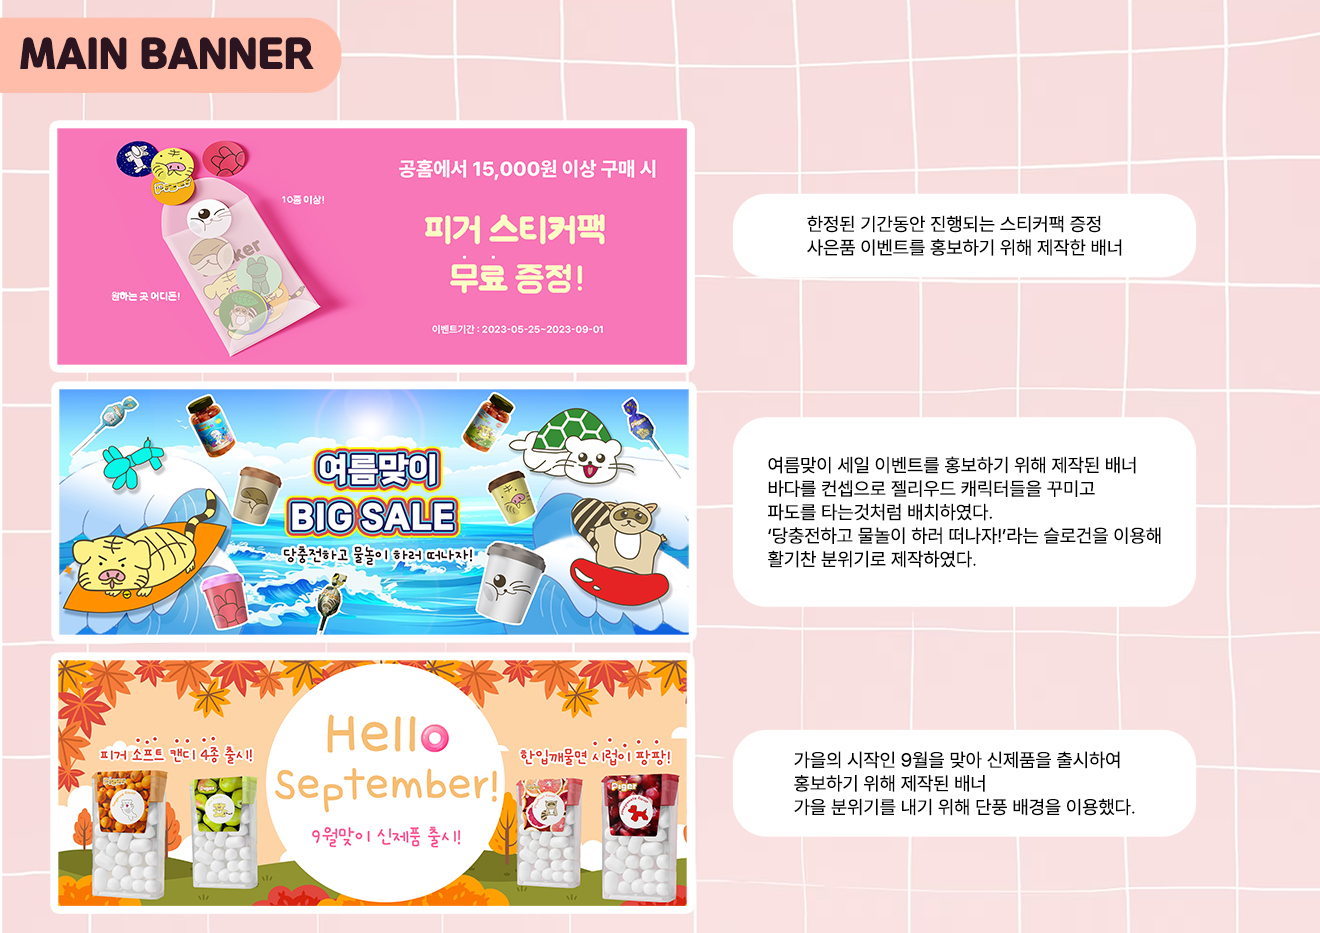 MAIN BANNER
공홈에서 15,000원 이상 구매 시
10종 이상!
피거 스티커팩
무료 증정!
원하는 곳 어디든!
이벤트기간 : 2023-05-25~2023-09-01
한정된 기간동안 진행되는 스티커팩 증정
사은품 이벤트를 홍보하기 위해 제작한 배너
여름맞이
BIG SALE
당충전하고 물놀이 하러 떠나자!
여름맞이 세일 이벤트를 홍보하기 위해 제작된 배너
바다를 컨셉으로 젤리우드 캐릭터들을 꾸미고
파도를 타는것처럼 배치하였다.
‘당충전하고 물놀이 하러 떠나자!’라는 슬로건을 이용해
활기찬 분위기로 제작하였다.
Hello
September!
9월맞이 신제품 출시!
피거 소프트 캔디 4종 출시!
한입깨물면 시럽이 팡팡!
Piger
가을의 시작인 9월을 맞아 신제품을 출시하여
홍보하기 위해 제작된 배너
가을 분위기를 내기 위해 단풍 배경을 이용했다.